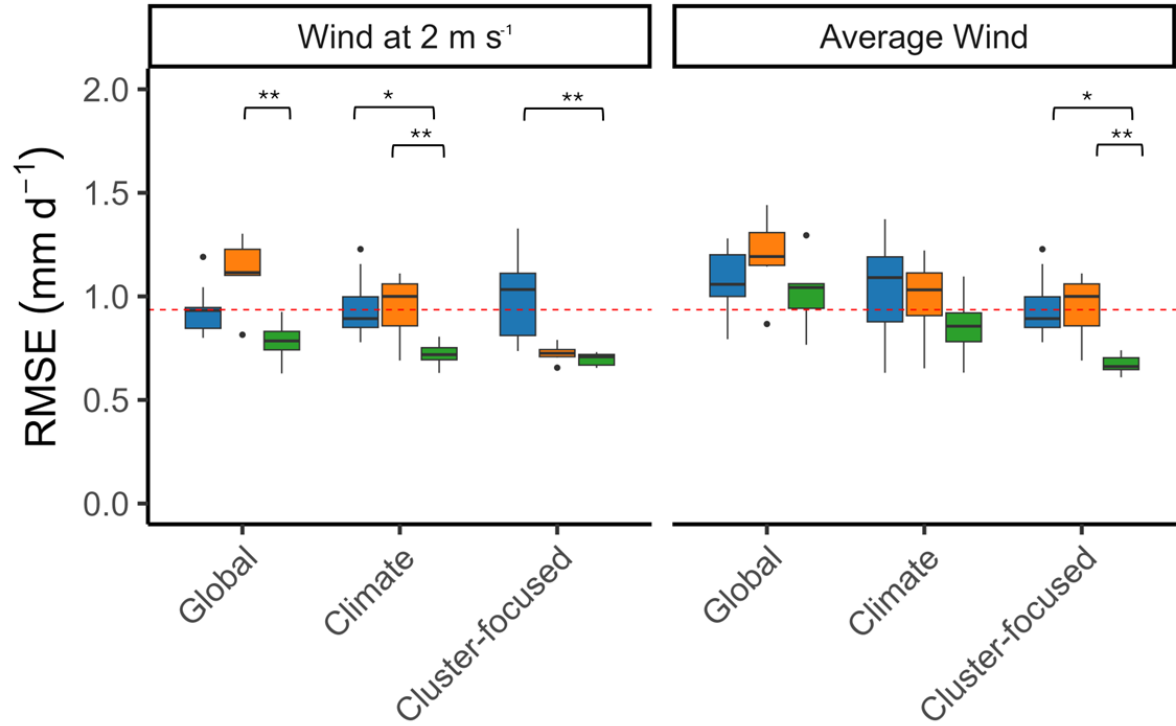 Wind at 2 m s⁻¹
Average Wind
RMSE (mm d⁻¹)
2.0
1.5
1.0
0.5
0.0
**
*
**
**
*
**
Global
Climate
Cluster-focused
Global
Climate
Cluster-focused